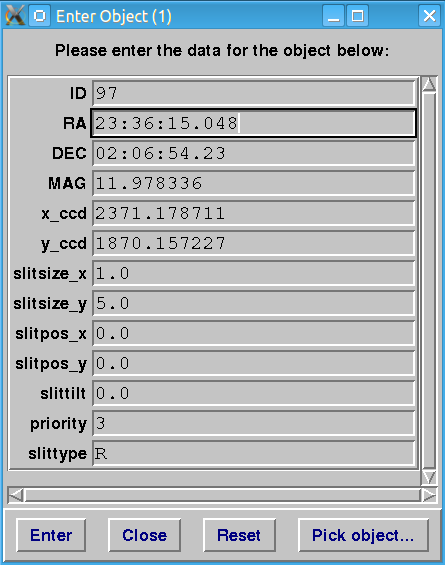 Enter Object (1)
Please enter the data for the object below:
ID 97
RA 23:36:15.048
DEC 02:06:54.23
MAG 11.978336
x_ccd 2371.178711
y_ccd 1870.157227
slitsize_x 1.0
slitsize_y 5.0
slitpos_x 0.0
slitpos_y 0.0
slittilt 0.0
priority 3
slittype R
Enter Close Reset Pick object...